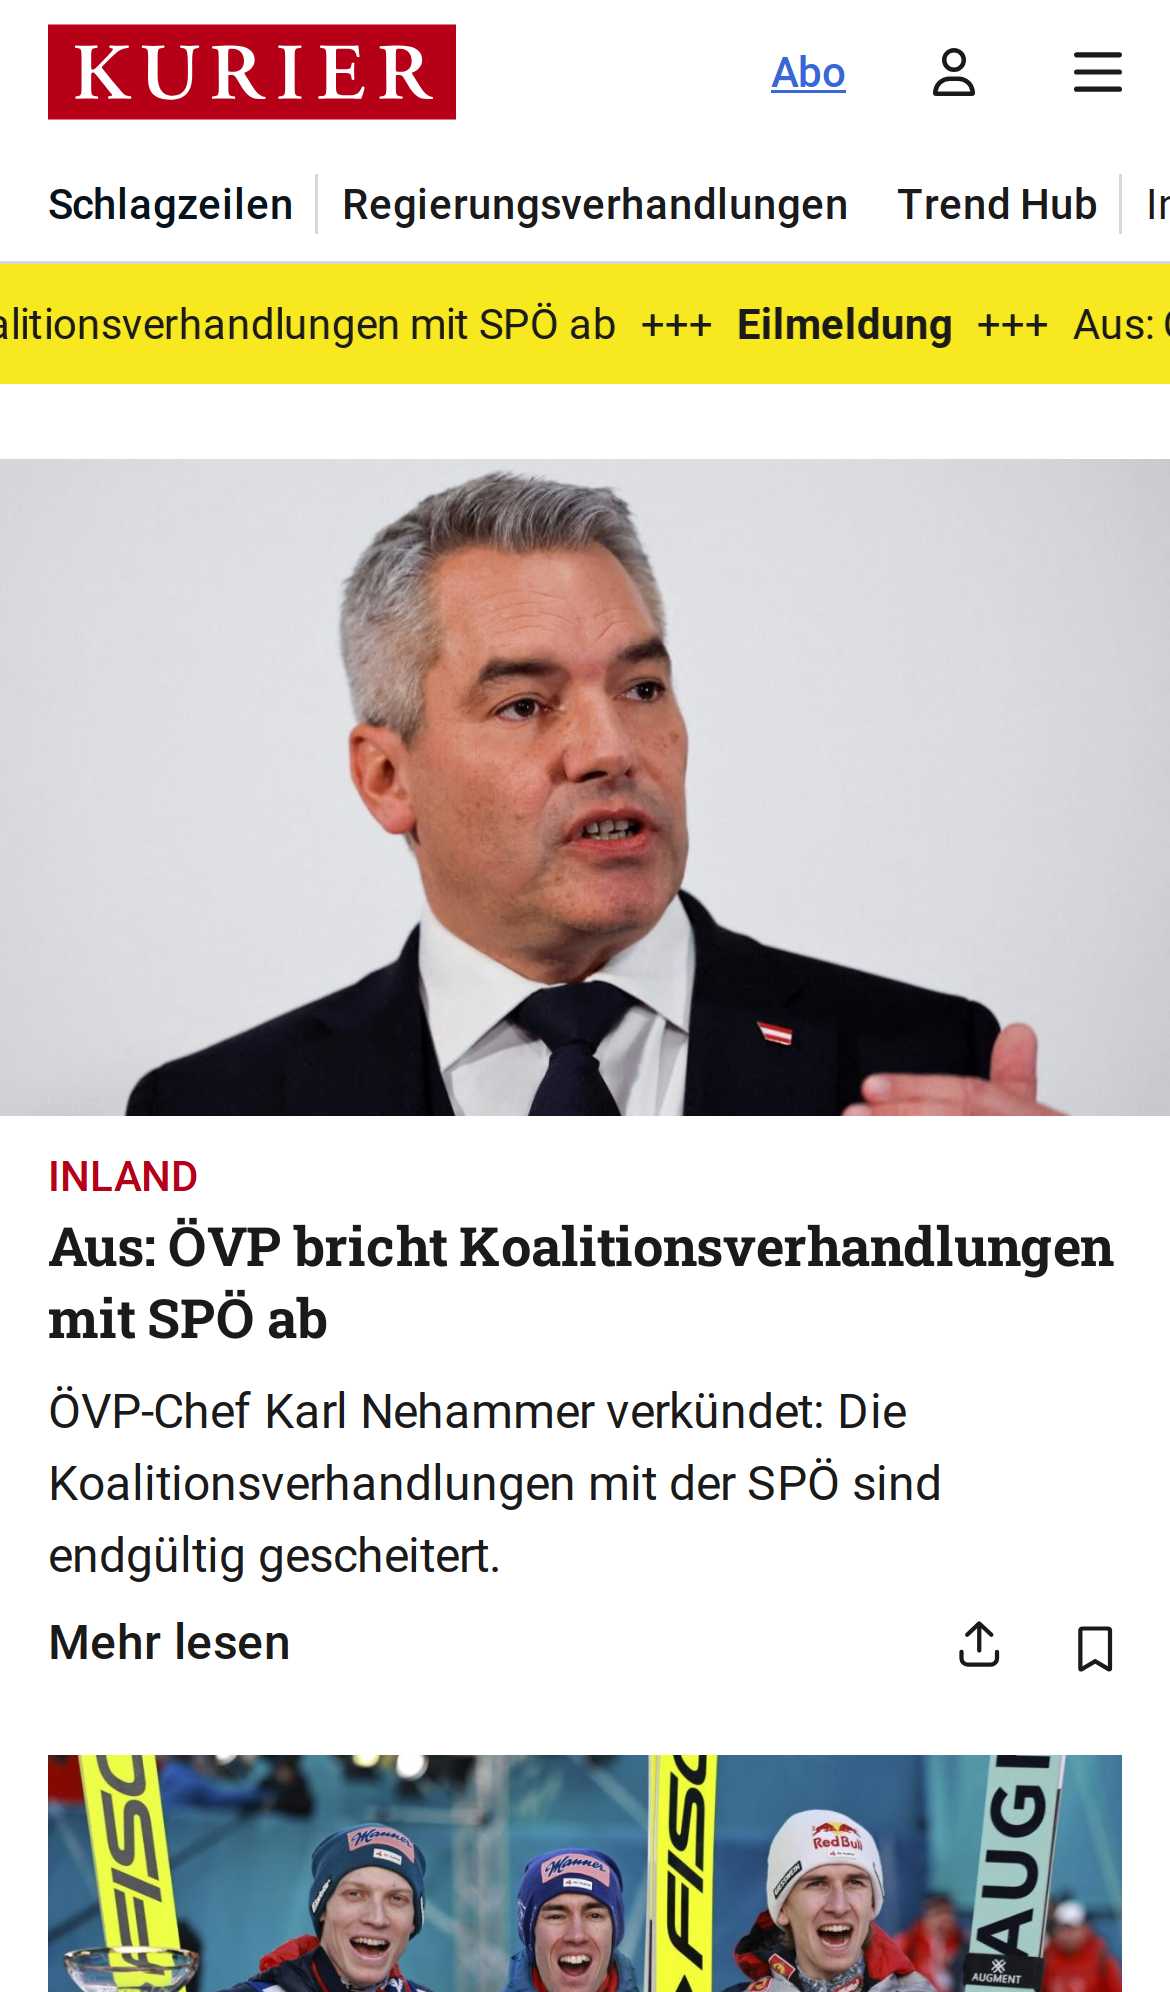 KURIER
Abo
Schlagzeilen
Regierungsverhandlungen
Trend Hub
alitionsverhandlungen mit SPÖ ab +++ Eilmeldung +++ Aus:
INLAND
Aus: ÖVP bricht Koalitionsverhandlungen
mit SPÖ ab
ÖVP-Chef Karl Nehammer verkündet: Die
Koalitionsverhandlungen mit der SPÖ sind
endgültig gescheitert.
Mehr lesen
FISC
Manner
Manner
FISC
Red Bull
AUGI
AUGMENT